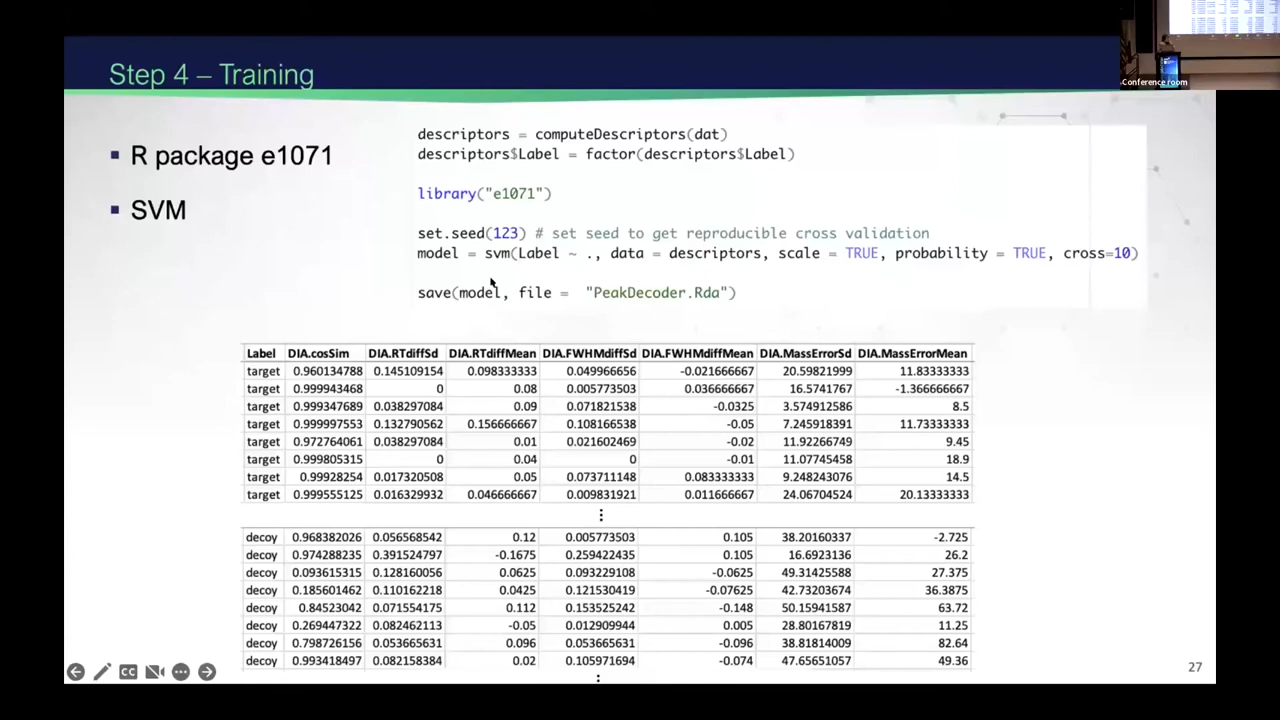 Step 4 – Training
Conference room
▪ R package e1071
▪ SVM
descriptors = computeDescriptors(dat)
descriptors$Label = factor(descriptors$Label)
library("e1071")
set.seed(123) # set seed to get reproducible cross validation
model = svm(Label ~ ., data = descriptors, scale = TRUE, probability = TRUE, cross=10)
save(model, file = "PeakDecoder.Rda")
Label DIA.cosSim DIA.RTdiffSd DIA.RTdiffMean DIA.FWHMdiffSd DIA.FWHMdiffMean DIA.MassErrorSd DIA.MassErrorMean
target 0.960134788 0.145109154 0.098333333 0.049966656 -0.021666667 20.59821999 11.83333333
target 0.999943468 0 0.08 0.005773503 0.036666667 16.5741767 -1.366666667
target 0.999347689 0.038297084 0.09 0.071821538 -0.0325 3.574912586 8.5
target 0.999997553 0.132790562 0.156666667 0.108166538 -0.05 7.245918391 11.73333333
target 0.972764061 0.038297084 0.01 0.021602469 -0.02 11.92266749 9.45
target 0.999805315 0 0.04 0 -0.01 11.07745458 18.9
target 0.99928254 0.017320508 0.05 0.073711148 0.083333333 9.248243076 14.5
target 0.999555125 0.016329932 0.046666667 0.009831921 0.011666667 24.06704524 20.13333333
⋮
decoy 0.968382026 0.056568542 0.12 0.005773503 0.105 38.20160337 -2.725
decoy 0.974288235 0.391524797 -0.1675 0.259422435 0.105 16.6923136 26.2
decoy 0.093615315 0.128160056 0.0625 0.093229108 -0.0625 49.31425588 27.375
decoy 0.185601462 0.110162218 0.0425 0.121530419 -0.07625 42.73203674 36.3875
decoy 0.84523042 0.071554175 0.112 0.153525242 -0.148 50.15941587 63.72
decoy 0.269447322 0.082462113 -0.05 0.012909944 0.005 28.80167819 11.25
decoy 0.798726156 0.053665631 0.096 0.053665631 -0.096 38.81814009 82.64
decoy 0.993418497 0.082158384 0.02 0.105971694 -0.074 47.65651057 49.36
CC
27